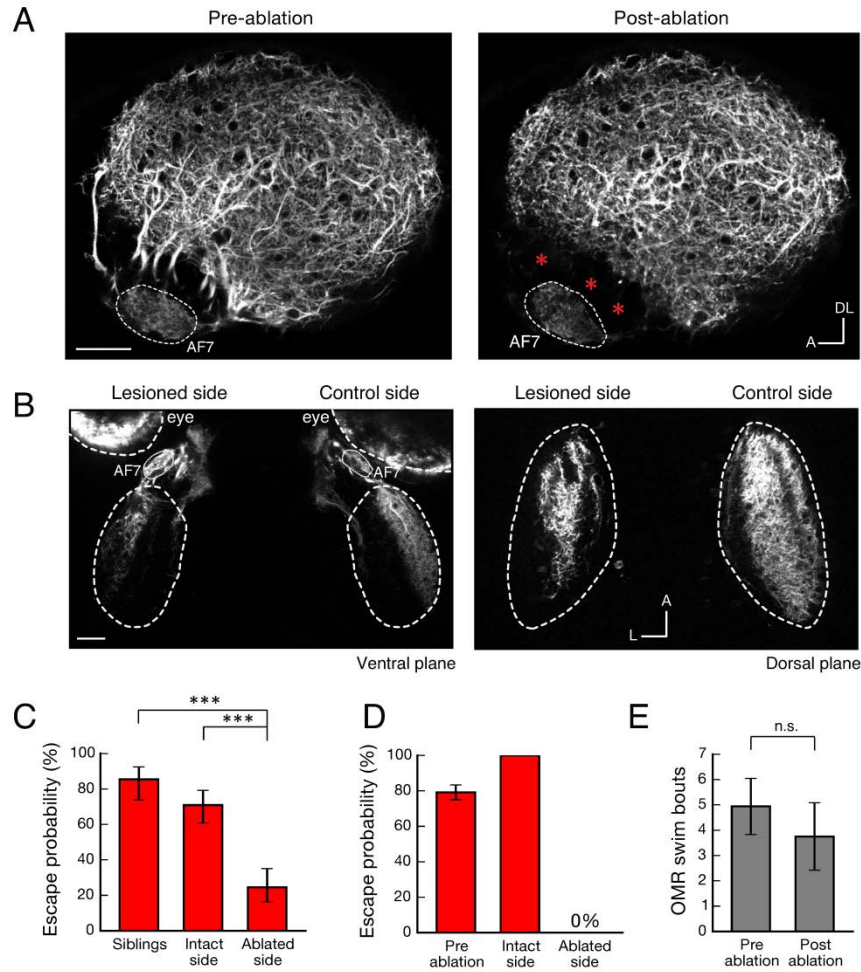 A
Pre-ablation
Post-ablation
AF7
AF7
* * *
DL
A
B
Lesioned side
Control side
eye
eye
AF7
AF7
Ventral plane
Lesioned side
Control side
A
L
Dorsal plane
C
***
***
Escape probability (%)
100
80
60
40
20
0
Siblings
Intact side
Ablated side
D
Escape probability (%)
100
80
60
40
20
0
0%
Pre ablation
Intact side
Ablated side
E
n.s.
OMR swim bouts
7
6
5
4
3
2
1
0
Pre ablation
Post ablation